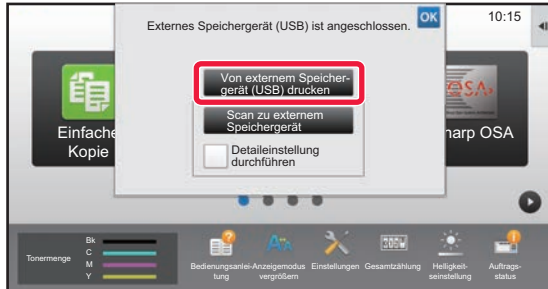 Externes Speichergerät (USB) ist angeschlossen.
OK
10:15
Von externem Speicher-
gerät (USB) drucken
Scan zu externem
Speichergerät
Detaileinstellung
durchführen
Einfache
Kopie
OSA
harp OSA
Tonermenge
Bk
C
M
Y
Bedienungsanlei-
tung
Anzeigemodus
vergrößern
Einstellungen
Gesamtzählung
Helligkeit-
seinstellung
Auftrags-
status